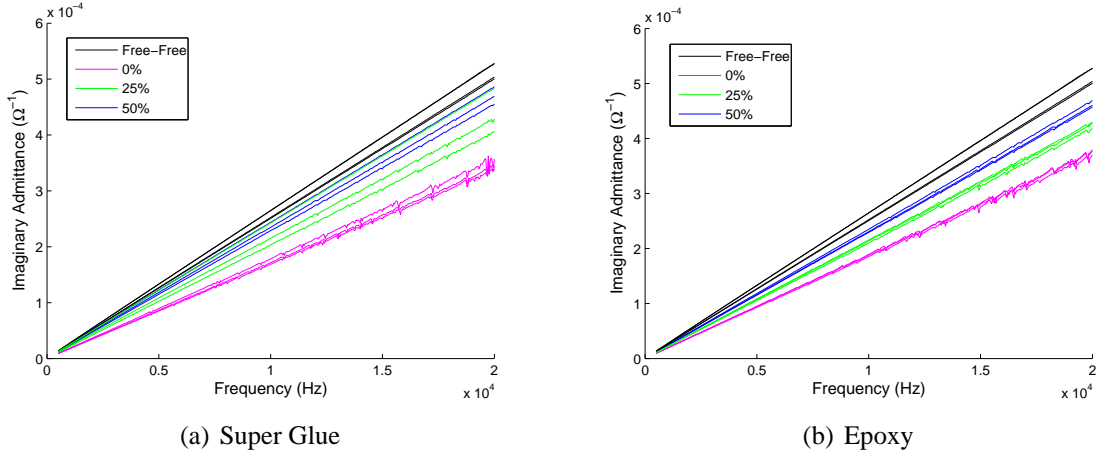 x 10⁻⁴
6
5
4
3
2
1
0
Imaginary Admittance (Ω⁻¹)
Free−Free
0%
25%
50%
0
0.5
1
1.5
2
x 10⁴
Frequency (Hz)
(a) Super Glue
x 10⁻⁴
6
5
4
3
2
1
0
Imaginary Admittance (Ω⁻¹)
Free−Free
0%
25%
50%
0
0.5
1
1.5
2
x 10⁴
Frequency (Hz)
(b) Epoxy